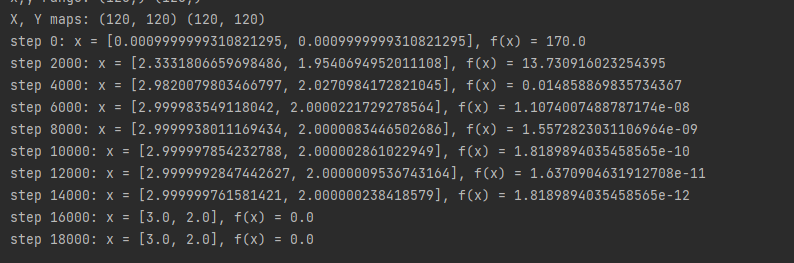 X, Y maps: (120, 120) (120, 120)
step 0: x = [0.0009999999310821295, 0.0009999999310821295], f(x) = 170.0
step 2000: x = [2.3331806659698486, 1.9540694952011108], f(x) = 13.730916023254395
step 4000: x = [2.9820079803466797, 2.0270984172821045], f(x) = 0.014858869835734367
step 6000: x = [2.999983549118042, 2.0000221729278564], f(x) = 1.1074007488787174e-08
step 8000: x = [2.9999938011169434, 2.0000083446502686], f(x) = 1.5572823031106964e-09
step 10000: x = [2.999997854232788, 2.000002861022949], f(x) = 1.8189894035458565e-10
step 12000: x = [2.9999992847442627, 2.0000009536743164], f(x) = 1.6370904631912708e-11
step 14000: x = [2.999999761581421, 2.000000238418579], f(x) = 1.8189894035458565e-12
step 16000: x = [3.0, 2.0], f(x) = 0.0
step 18000: x = [3.0, 2.0], f(x) = 0.0